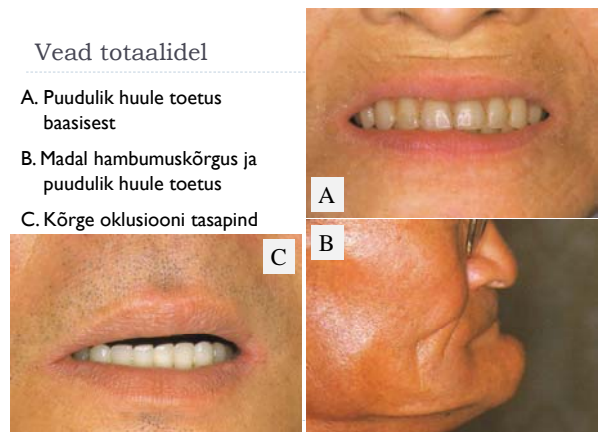 Vead totaalidel
A. Puudulik huule toetus
baasisest
B. Madal hambumuskõrgus ja
puudulik huule toetus
C. Kõrge oklusiooni tasapind
A
C
B